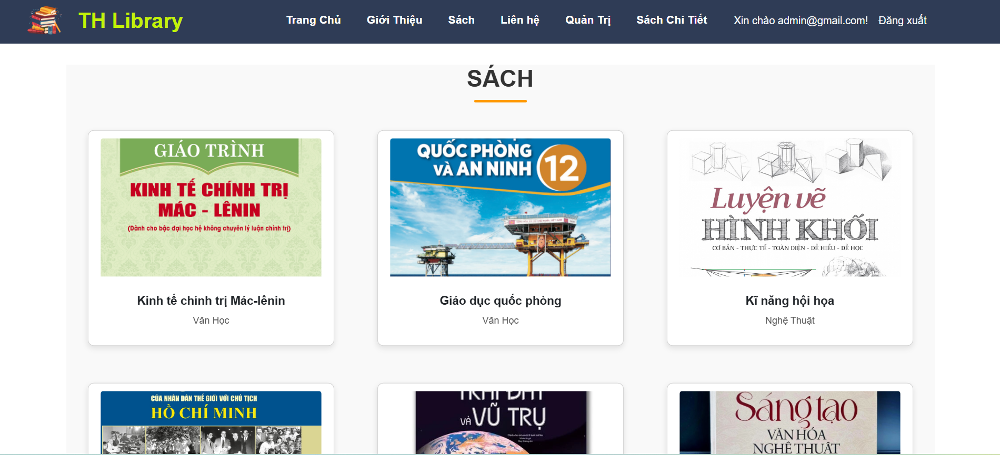 TH Library
Trang Chủ
Giới Thiệu
Sách
Liên hệ
Quản Trị
Sách Chi Tiết
Xin chào admin@gmail.com!
Đăng xuất
SÁCH
GIÁO TRÌNH
KINH TẾ CHÍNH TRỊ
MÁC - LÊNIN
(Dành cho bậc đại học hệ không chuyên lý luận chính trị)
Kinh tế chính trị Mác-lênin
Văn Học
QUỐC PHÒNG
VÀ AN NINH
12
Giáo dục quốc phòng
Văn Học
Luyện vẽ
HÌNH KHỐI
CƠ BẢN - THỰC TẾ - TOÀN DIỆN - DỄ HIỂU - DỄ HỌC
Kĩ năng hội họa
Nghệ Thuật
CỦA NHÂN DÂN THẾ GIỚI VỚI CHỦ TỊCH
HỒ CHÍ MINH
TRÁI ĐẤT
VÀ VŨ TRỤ
Sáng tạo
VĂN HÓA
NGHỆ THUẬT